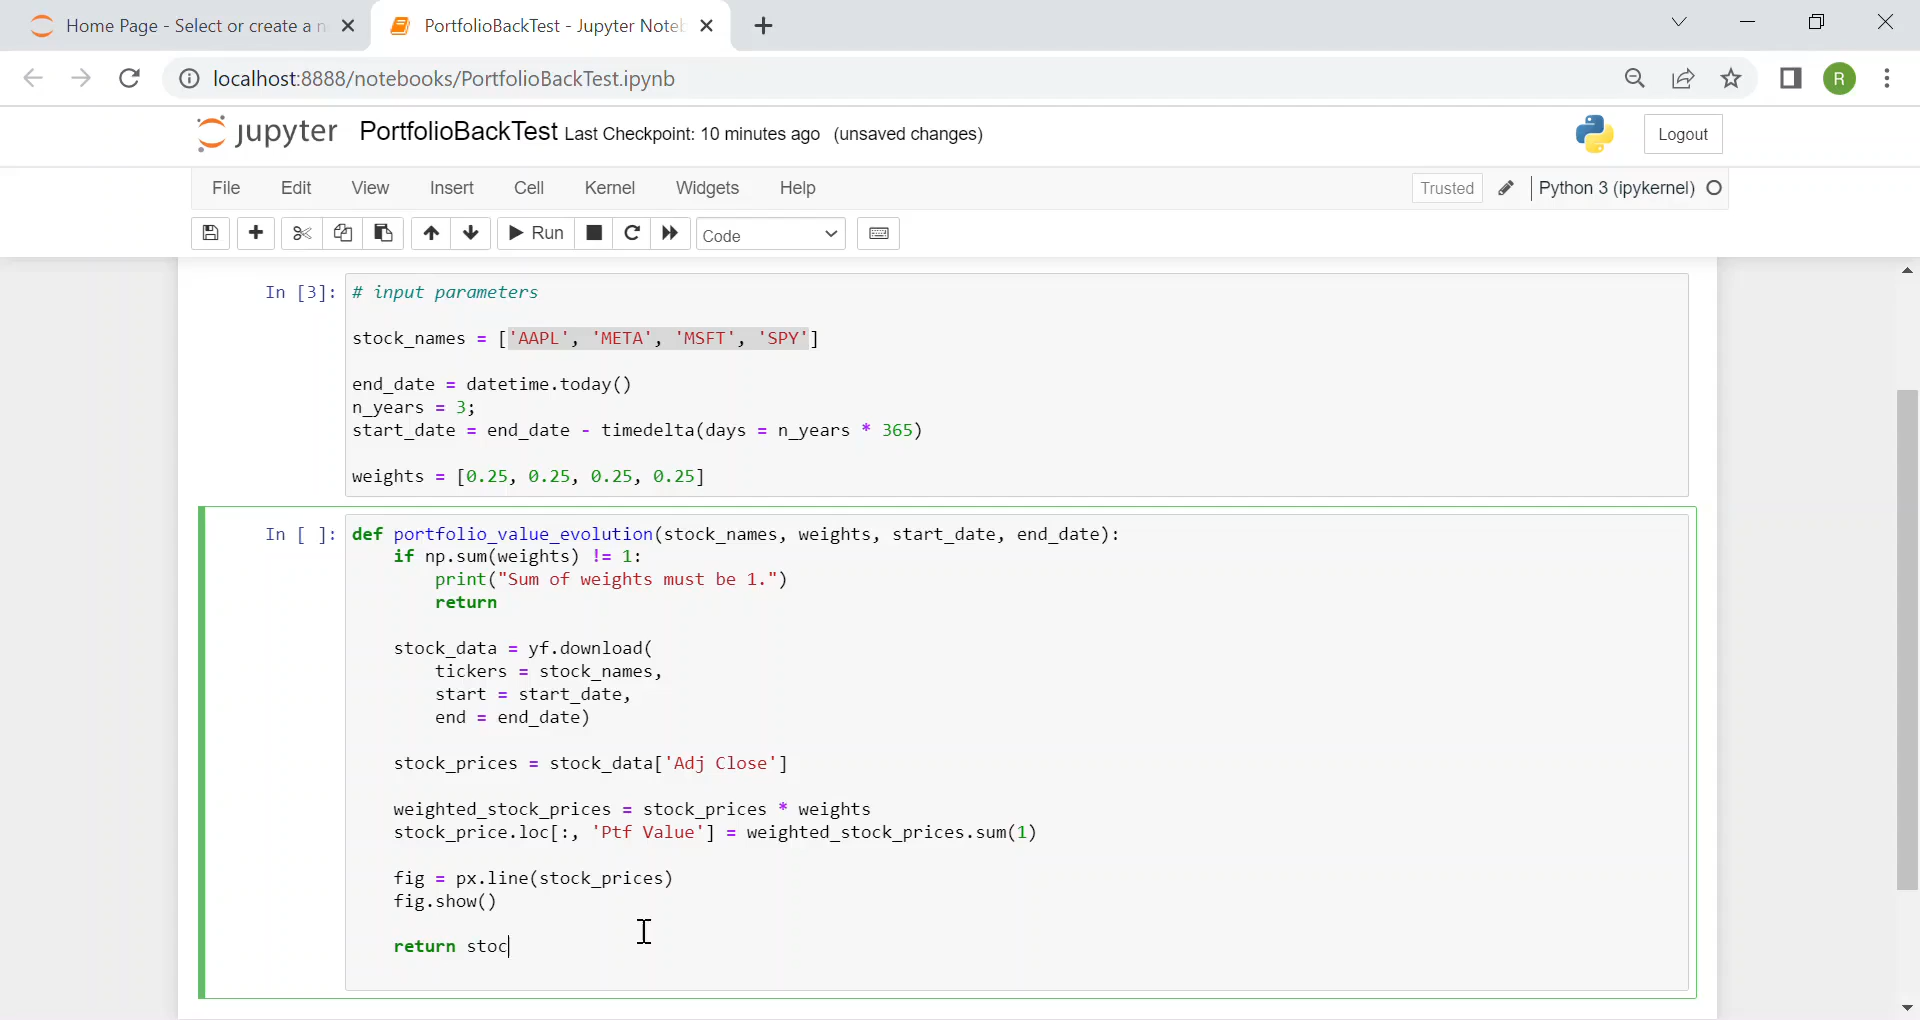 Home Page - Select or create a n
PortfolioBackTest - Jupyter Noteb
localhost:8888/notebooks/PortfolioBackTest.ipynb
R
jupyter PortfolioBackTest Last Checkpoint: 10 minutes ago (unsaved changes)
Logout
File Edit View Insert Cell Kernel Widgets Help
Trusted
Python 3 (ipykernel)
Run
Code
In [3]: # input parameters
stock_names = ['AAPL', 'META', 'MSFT', 'SPY']
end_date = datetime.today()
n_years = 3;
start_date = end_date - timedelta(days = n_years * 365)
weights = [0.25, 0.25, 0.25, 0.25]
In [ ]: def portfolio_value_evolution(stock_names, weights, start_date, end_date):
if np.sum(weights) != 1:
print("Sum of weights must be 1.")
return
stock_data = yf.download(
tickers = stock_names,
start = start_date,
end = end_date)
stock_prices = stock_data['Adj Close']
weighted_stock_prices = stock_prices * weights
stock_price.loc[:, 'Ptf Value'] = weighted_stock_prices.sum(1)
fig = px.line(stock_prices)
fig.show()
return stoc